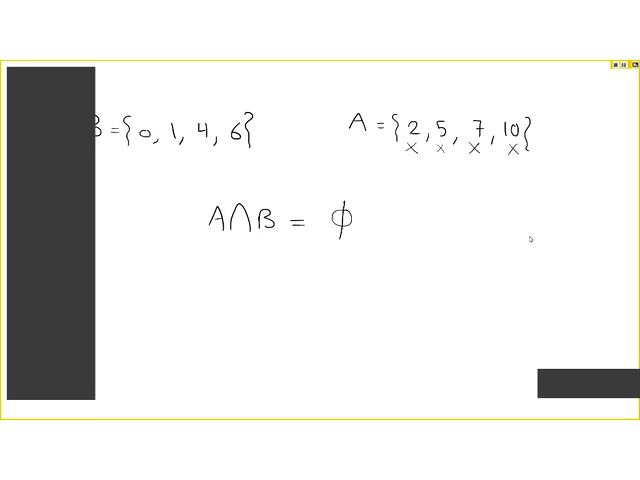 B = {0, 1, 4, 6} A = {2, 5, 7, 10}
x x x x
A∩B = ϕ